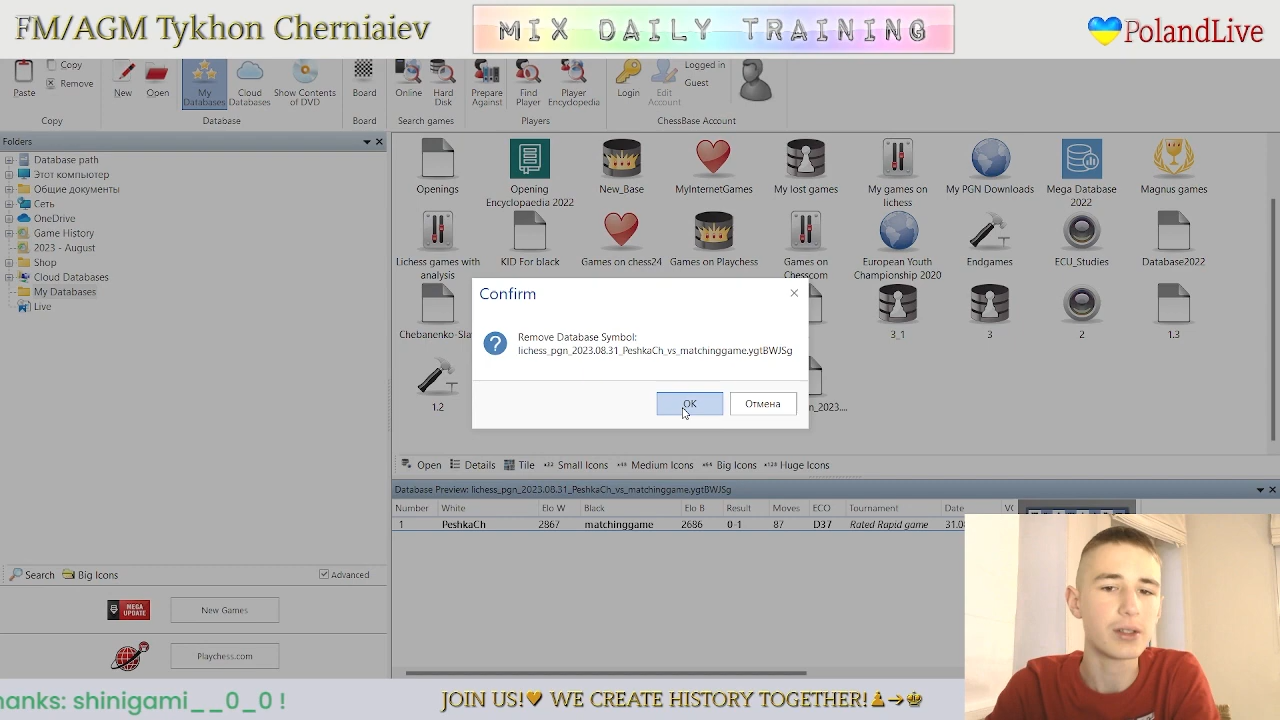 FM/AGM Tykhon Cherniaiev
MIX DAILY TRAINING
PolandLive
Paste
Copy
Remove
New
Open
My Databases
Cloud Databases
Show Contents of DVD
Board
Online
Hard Disk
Prepare Against
Find Player
Player Encyclopedia
Login
Edit Account
Logged in
Guest
Copy
Database
Board
Search games
Players
ChessBase Account
Folders
Database path
Этот компьютер
Общие документы
Сеть
OneDrive
Game History
2023 - August
Shop
Cloud Databases
My Databases
Live
Openings
Opening Encyclopaedia 2022
New_Base
MyInternetGames
My lost games
My games on lichess
My PGN Downloads
Mega Database 2022
Magnus games
Lichess games with analysis
KID For black
Games on chess24
Games on Playchess
Games on Chesscom
European Youth Championship 2020
Endgames
ECU_Studies
Database2022
Chebanenko-Sla
3_1
3
2
1.3
1.2
n_2023....
Confirm
Remove Database Symbol:
lichess_pgn_2023.08.31_PeshkaCh_vs_matchinggame.ygtBWJSg
OK
Отмена
Open
Details
Tile
Small Icons
Medium Icons
Big Icons
Huge Icons
Database Preview: lichess_pgn_2023.08.31_PeshkaCh_vs_matchinggame.ygtBWJSg
Number White Elo W Black Elo B Result Moves ECO Tournament Date
1 PeshkaCh 2867 matchinggame 2686 0-1 87 D37 Rated Rapid game 31.0
Search
Big Icons
Advanced
MEGA UPDATE
New Games
Playchess.com
hanks: shinigami__0_0 !
JOIN US! WE CREATE HISTORY TOGETHER!